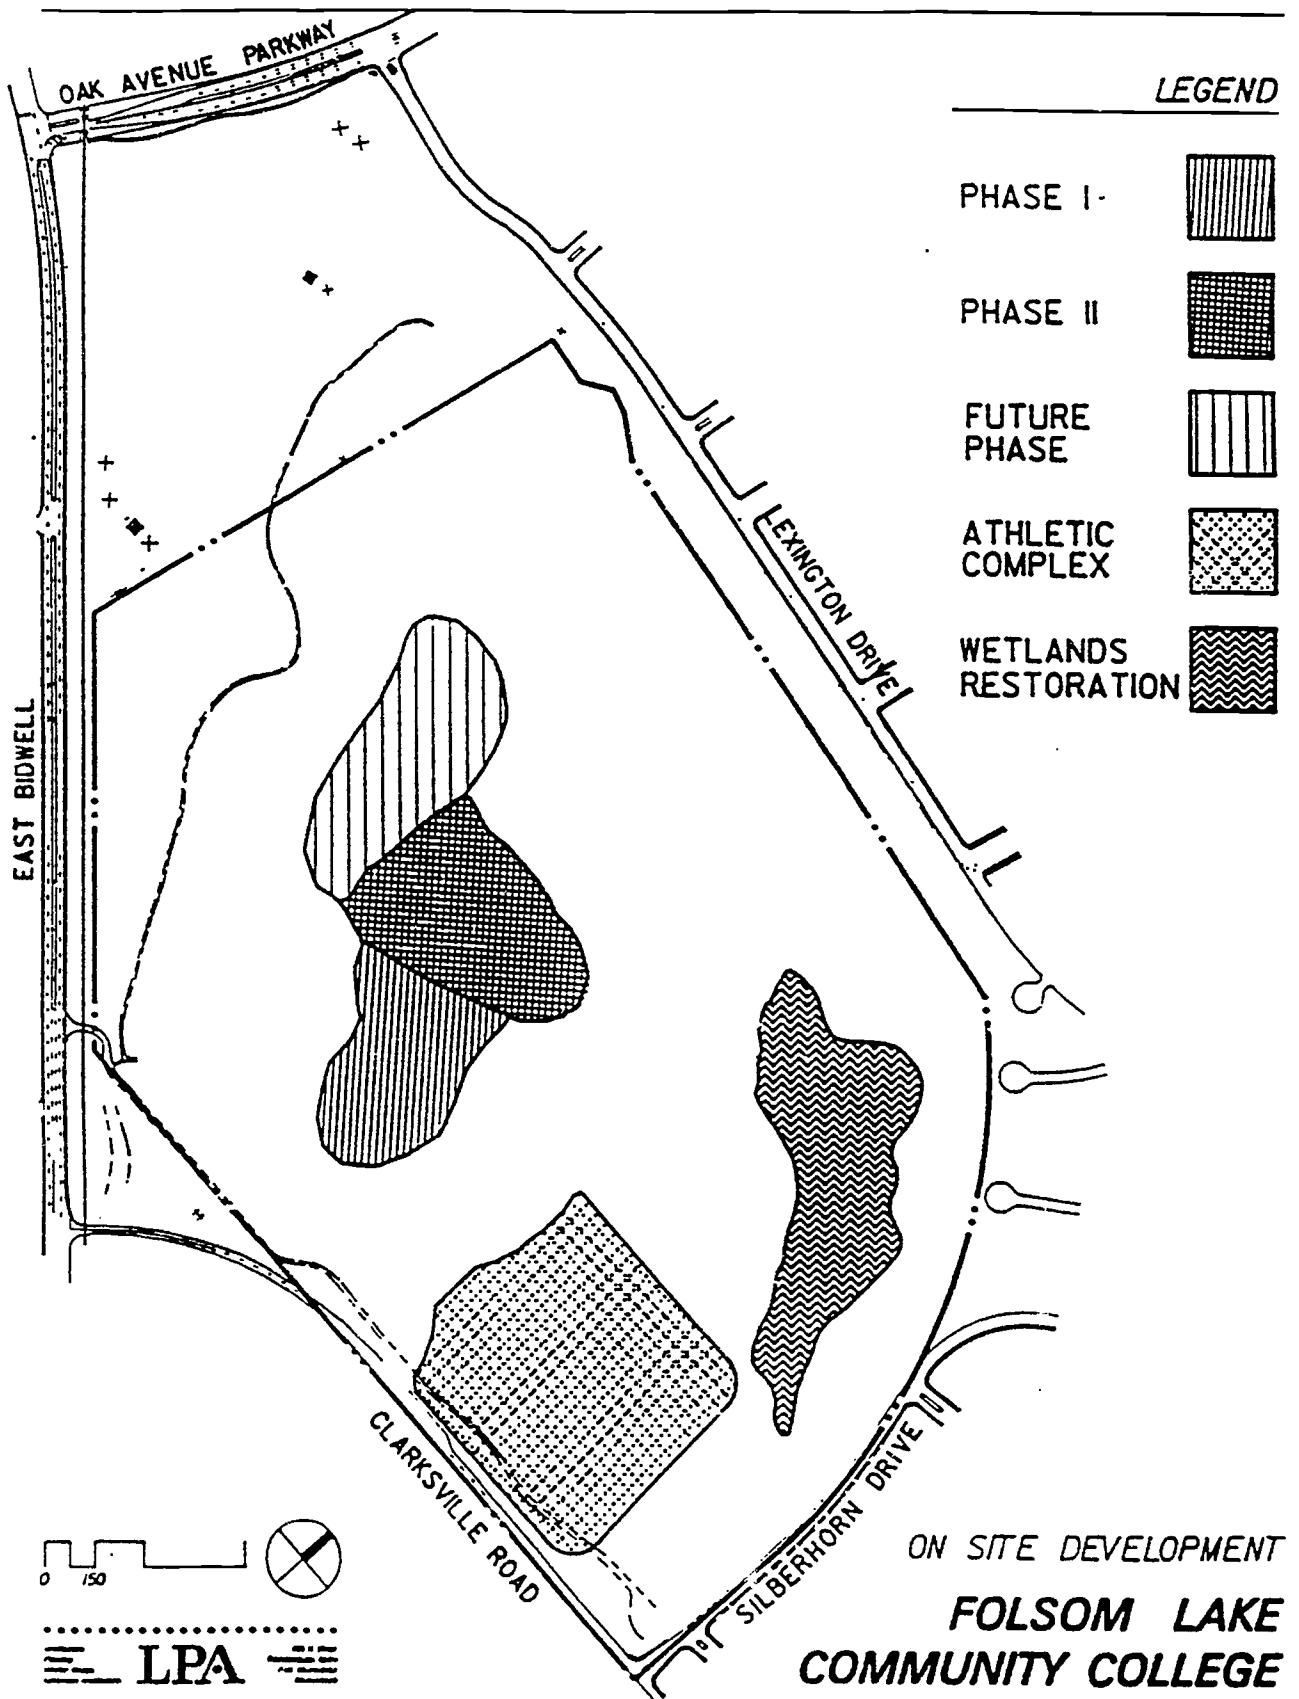 OAK AVENUE PARKWAY
LEGEND
PHASE I
PHASE II
FUTURE
PHASE
ATHLETIC
COMPLEX
WETLANDS
RESTORATION
LEXINGTON DRIVE
EAST BIDWELL
CLARKSVILLE ROAD
SILBERHORN DRIVE
0 150
LPA
ON SITE DEVELOPMENT
FOLSOM LAKE
COMMUNITY COLLEGE